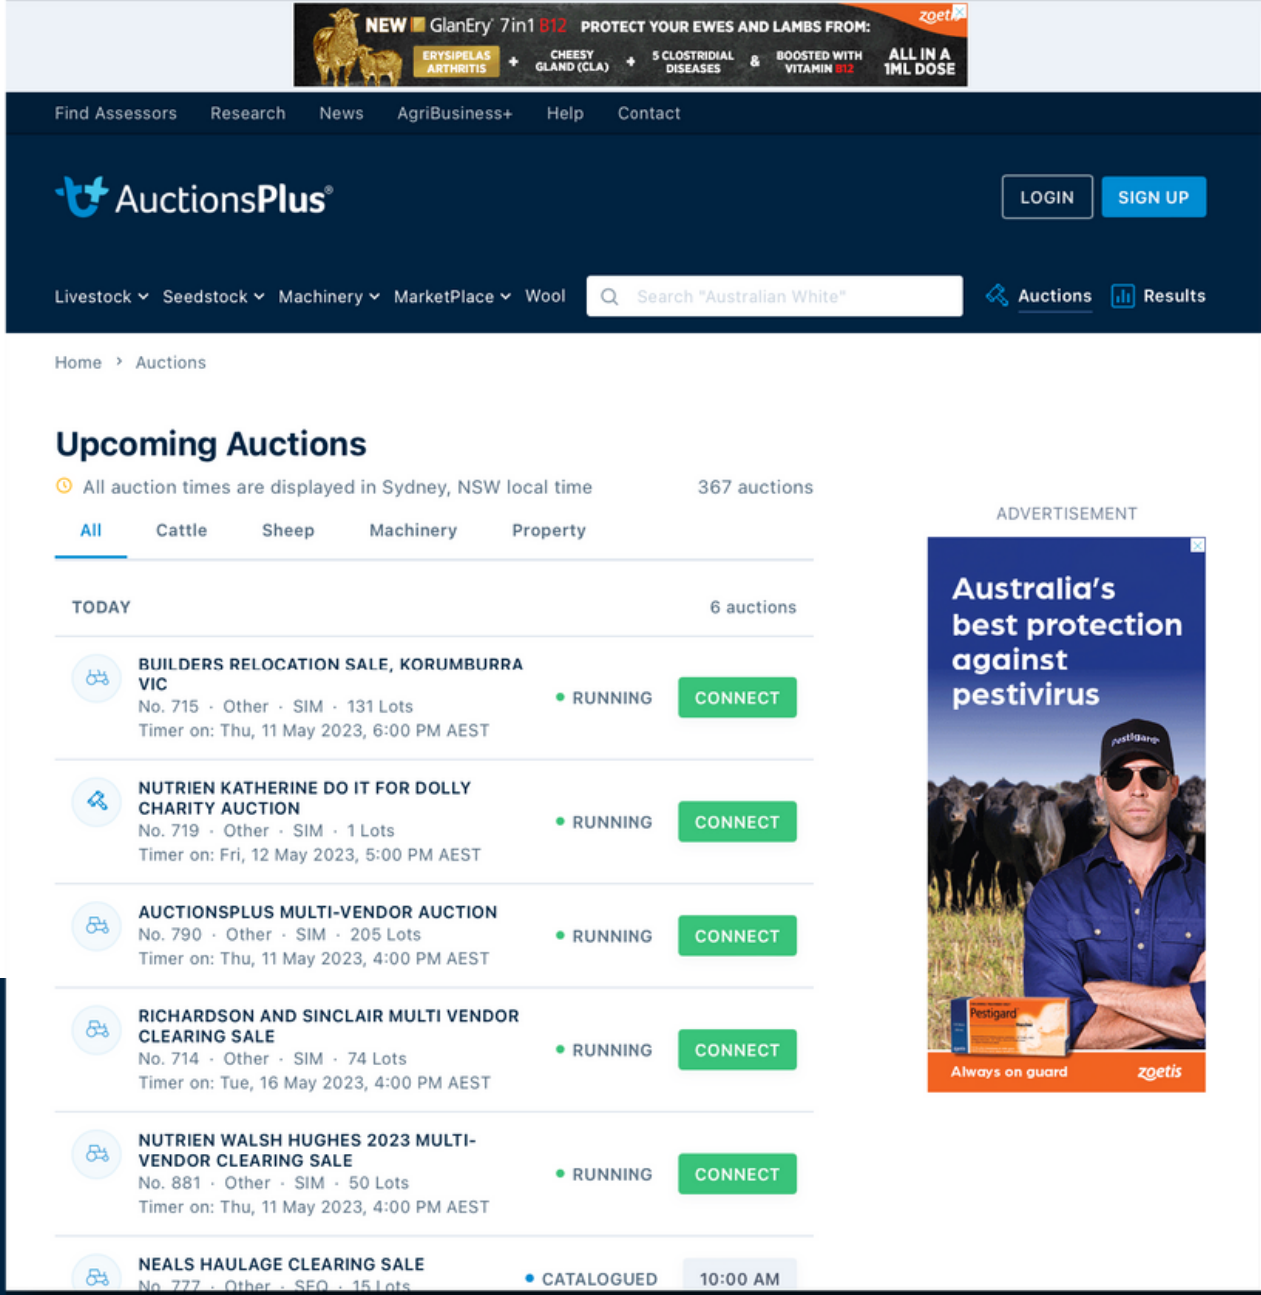 NEW GlanEry® 7in1 B12 PROTECT YOUR EWES AND LAMBS FROM:
zoetis
ERYSIPELAS ARTHRITIS + CHEESY GLAND (CLA) + 5 CLOSTRIDIAL DISEASES & BOOSTED WITH VITAMIN B12
ALL IN A 1ML DOSE
Find Assessors Research News AgriBusiness+ Help Contact
AuctionsPlus®
LOGIN SIGN UP
Livestock Seedstock Machinery MarketPlace Wool Search "Australian White" Auctions Results
Home > Auctions
Upcoming Auctions
All auction times are displayed in Sydney, NSW local time 367 auctions
All Cattle Sheep Machinery Property
TODAY 6 auctions
BUILDERS RELOCATION SALE, KORUMBURRA
VIC
No. 715 · Other · SIM · 131 Lots
Timer on: Thu, 11 May 2023, 6:00 PM AEST
RUNNING CONNECT
NUTRIEN KATHERINE DO IT FOR DOLLY
CHARITY AUCTION
No. 719 · Other · SIM · 1 Lots
Timer on: Fri, 12 May 2023, 5:00 PM AEST
RUNNING CONNECT
AUCTIONSPLUS MULTI-VENDOR AUCTION
No. 790 · Other · SIM · 205 Lots
Timer on: Thu, 11 May 2023, 4:00 PM AEST
RUNNING CONNECT
RICHARDSON AND SINCLAIR MULTI VENDOR
CLEARING SALE
No. 714 · Other · SIM · 74 Lots
Timer on: Tue, 16 May 2023, 4:00 PM AEST
RUNNING CONNECT
NUTRIEN WALSH HUGHES 2023 MULTI-
VENDOR CLEARING SALE
No. 881 · Other · SIM · 50 Lots
Timer on: Thu, 11 May 2023, 4:00 PM AEST
RUNNING CONNECT
NEALS HAULAGE CLEARING SALE
No. 777 · Other · SEQ · 15 Lots
CATALOGUED 10:00 AM
ADVERTISEMENT
Australia's
best protection
against
pestivirus
Pestigard®
Pestigard
Always on guard zoetis